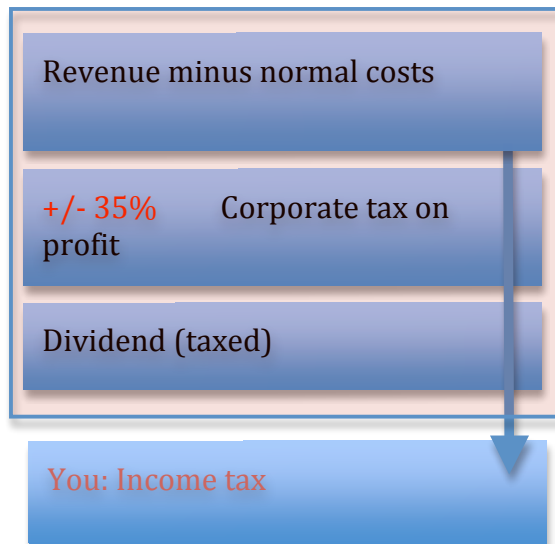 Revenue minus normal costs
+/- 35% Corporate tax on
profit
Dividend (taxed)
You: Income tax